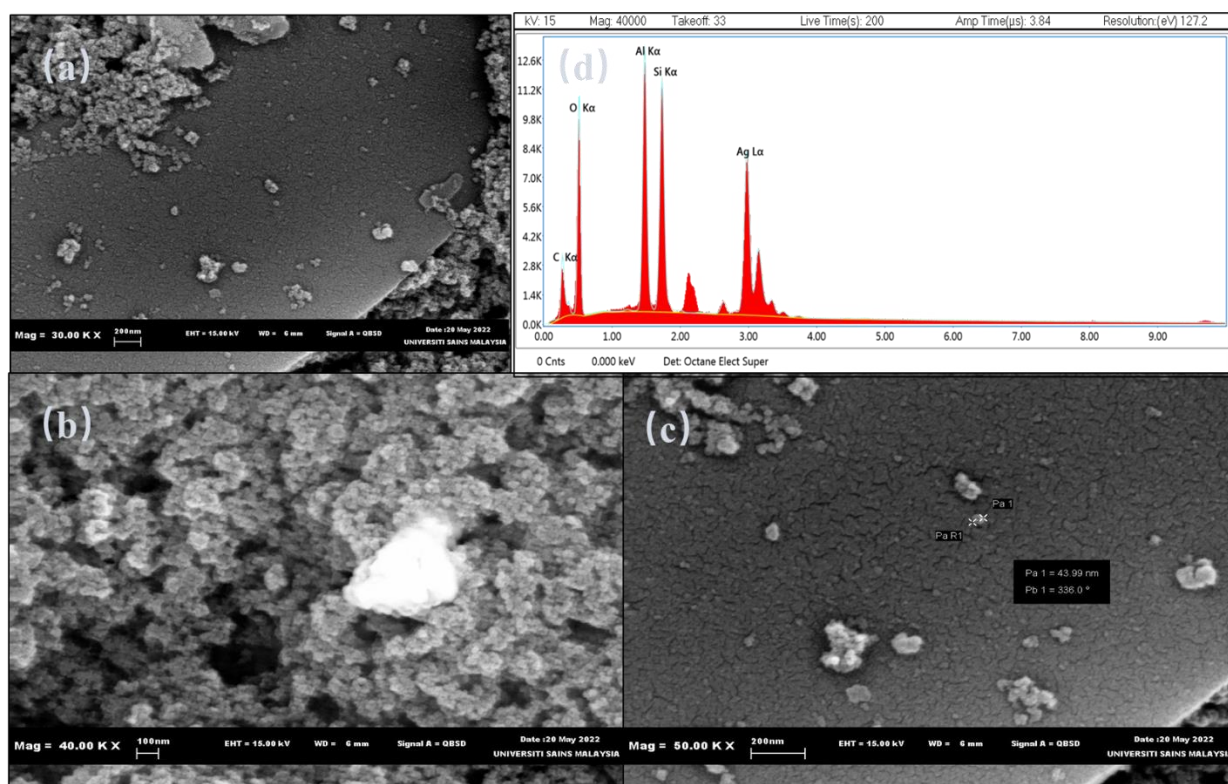 (a)
Mag = 30.00 K X 200nm EHT = 15.00 kV WD = 6 mm Signal A = QBSD Date :20 May 2022
UNIVERSITI SAINS MALAYSIA
kV: 15 Mag: 40000 Takeoff: 33 Live Time(s): 200 Amp Time(µs): 3.84 Resolution:(eV) 127.2
(d)
12.6K
11.2K
9.8K
8.4K
7.0K
5.6K
4.2K
2.8K
1.4K
0.0K
C Kα
O Kα
Al Kα
Si Kα
Ag Lα
0.00 1.00 2.00 3.00 4.00 5.00 6.00 7.00 8.00 9.00
0 Cnts 0.000 keV Det: Octane Elect Super
(b)
Mag = 40.00 K X 100nm EHT = 15.00 kV WD = 6 mm Signal A = QBSD Date :20 May 2022
UNIVERSITI SAINS MALAYSIA
(c)
Pa 1
Pa R1
Pa 1 = 43.99 nm
Pb 1 = 336.0 °
Mag = 50.00 K X 200nm EHT = 15.00 kV WD = 6 mm Signal A = QBSD Date :20 May 2022
UNIVERSITI SAINS MALAYSIA